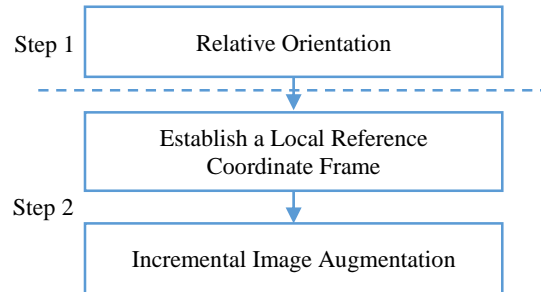 Step 1
Relative Orientation
Establish a Local Reference
Coordinate Frame
Step 2
Incremental Image Augmentation